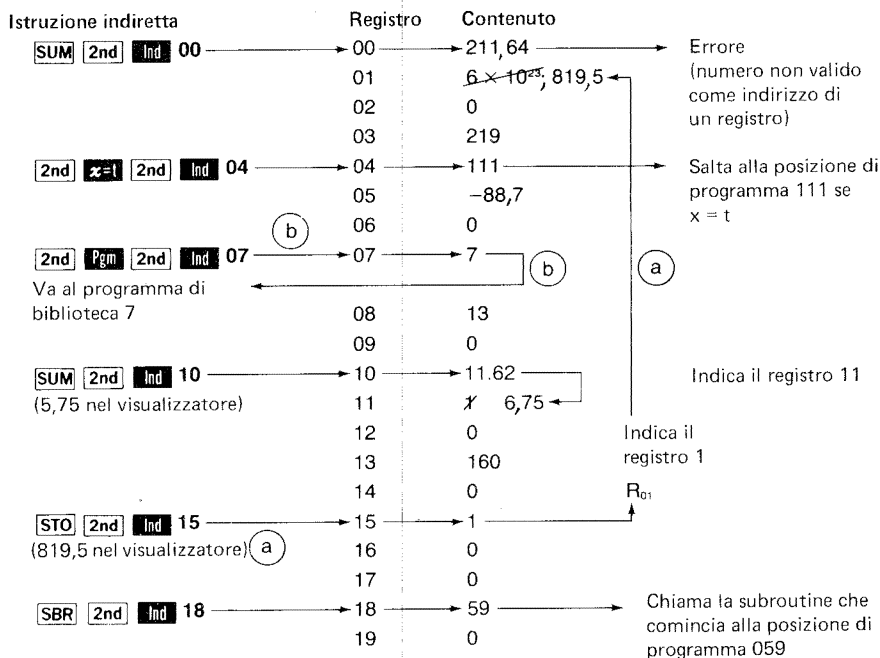 Istruzione indiretta Registro Contenuto
SUM 2nd Ind 00 00 211,64 Errore
01 6 × 10²³, 819,5 (numero non valido
02 0 come indirizzo di
03 219 un registro)
2nd x=t 2nd Ind 04 04 111 Salta alla posizione di
05 −88,7 programma 111 se
06 0 x = t
b
2nd Pgm 2nd Ind 07 07 7 b a
Va al programma di
biblioteca 7
08 13
09 0
SUM 2nd Ind 10 10 11.62 Indica il registro 11
(5,75 nel visualizzatore) 11 1 6,75
12 0 Indica il
13 160 registro 1
14 0 R₀₁
STO 2nd Ind 15 15 1
(819,5 nel visualizzatore) a 16 0
17 0
SBR 2nd Ind 18 18 59 Chiama la subroutine che
19 0 comincia alla posizione di
programma 059